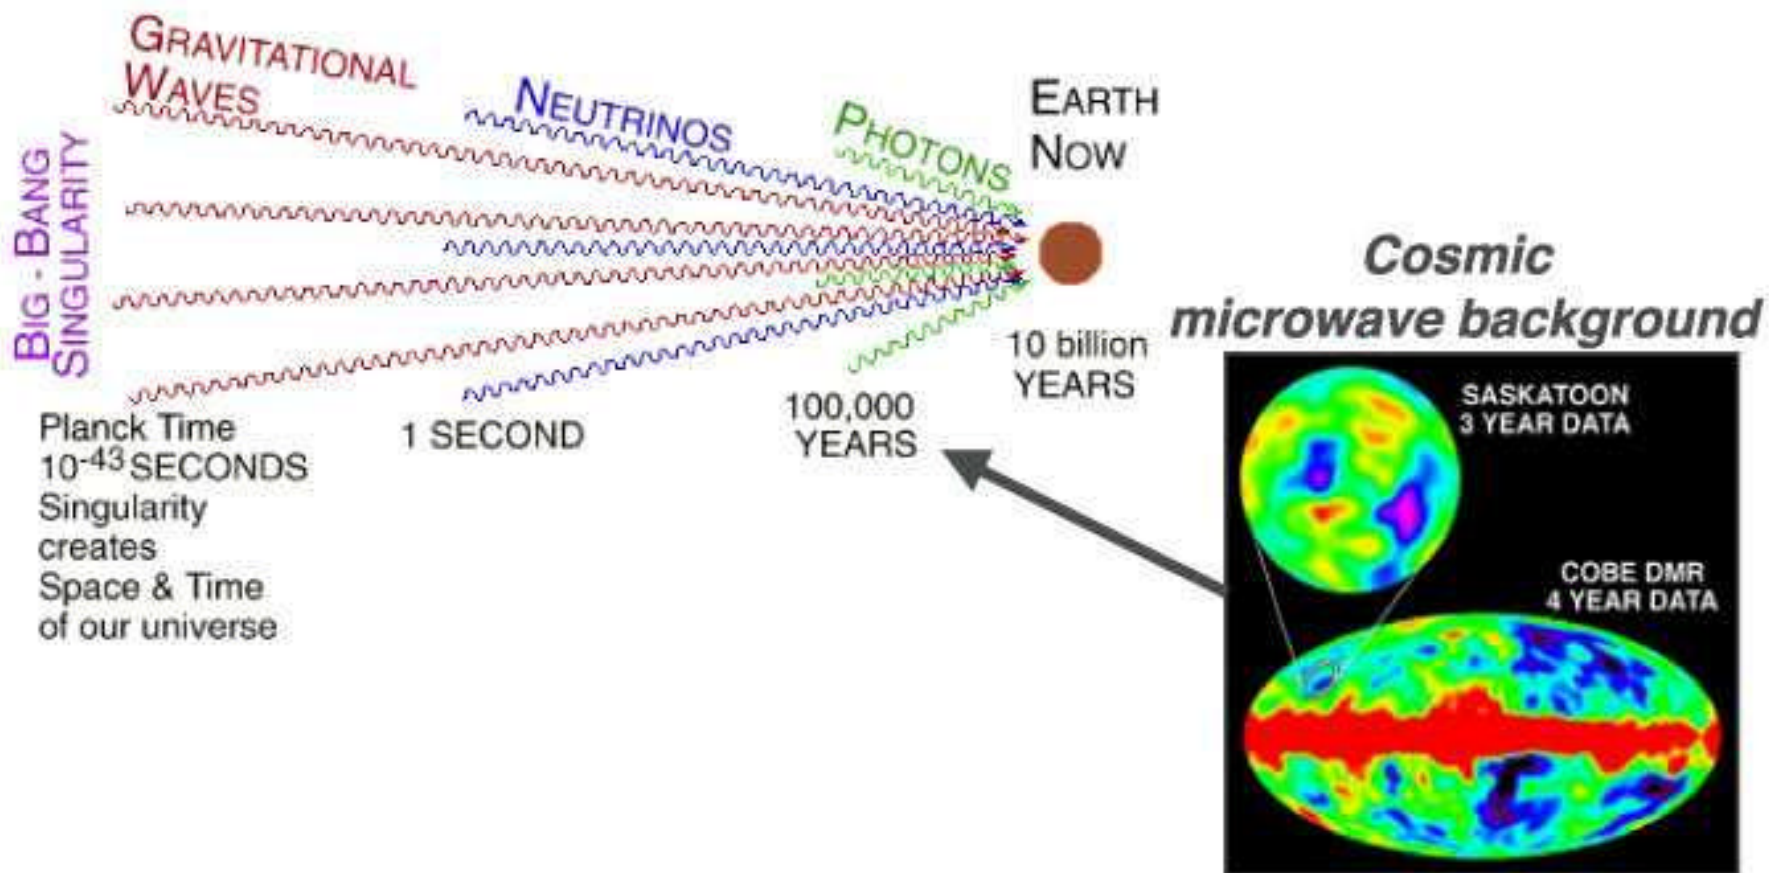 GRAVITATIONAL
WAVES
NEUTRINOS
PHOTONS
EARTH
NOW
BIG - BANG
SINGULARITY
Cosmic
microwave background
10 billion
YEARS
100,000
YEARS
1 SECOND
Planck Time
10⁻⁴³ SECONDS
Singularity
creates
Space & Time
of our universe
SASKATOON
3 YEAR DATA
COBE DMR
4 YEAR DATA